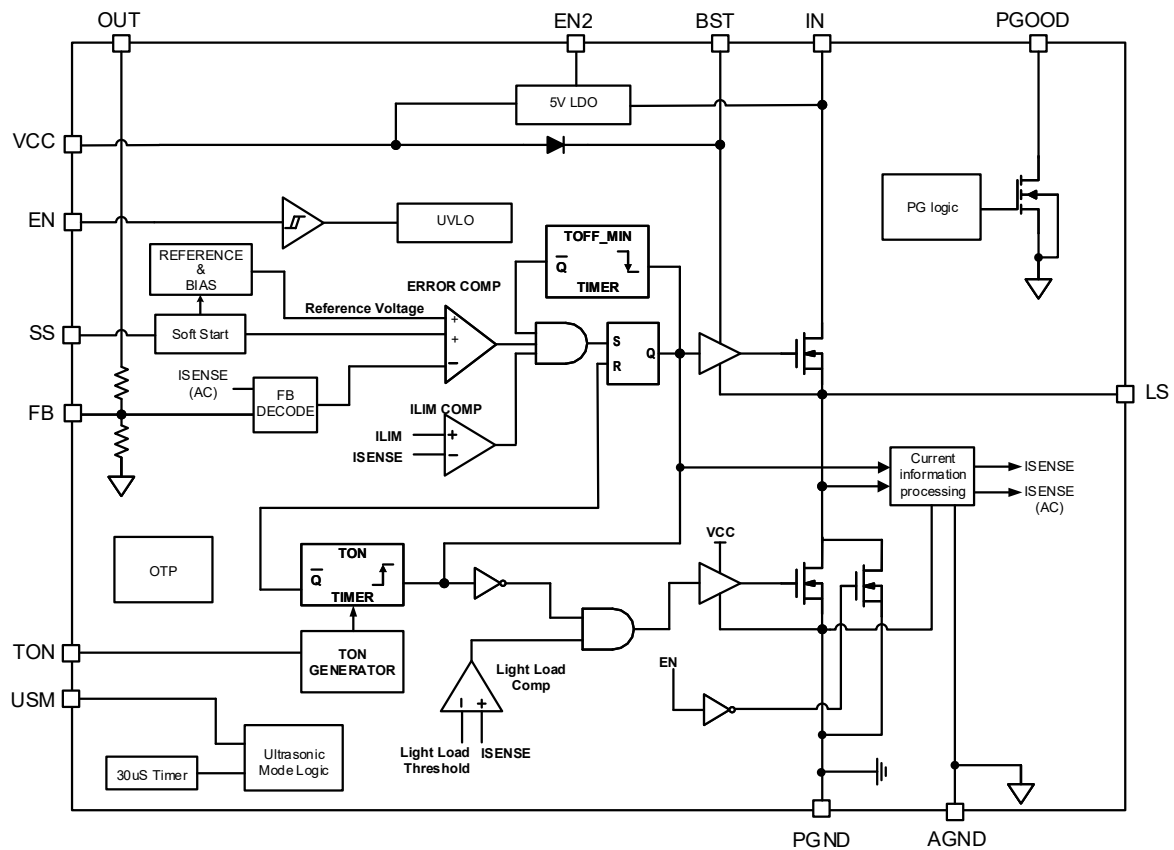 OUT
EN2
BST
IN
PGOOD
5V LDO
VCC
EN
UVLO
PG logic
REFERENCE
&
BIAS
TOFF_MIN
Q
TIMER
ERROR COMP
Reference Voltage
SS
Soft Start
S
R
Q
LS
ISENSE
(AC)
FB
FB
DECODE
ILIM COMP
ILIM
ISENSE
Current
information
processing
ISENSE
ISENSE
(AC)
VCC
OTP
TON
Q
TIMER
TON
TON
GENERATOR
EN
Light Load
Comp
USM
Light Load
Threshold
ISENSE
Ultrasonic
Mode Logic
30uS Timer
PGND
AGND